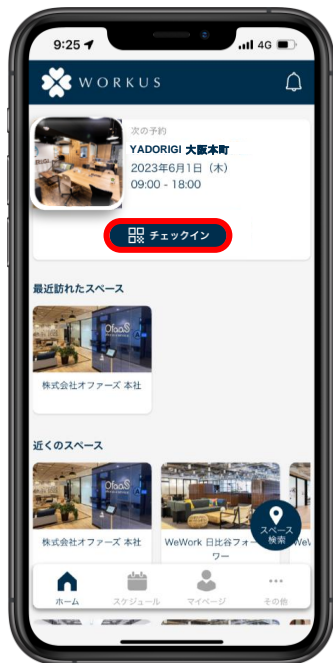 9:25
4G
WORKUS
次の予約
YADORIGI 大阪本町
2023年6月1日（木）
09:00 - 18:00
チェックイン
最近訪れたスペース
OfaaS
株式会社オファーズ 本社
近くのスペース
OfaaS
株式会社オファーズ 本社
WeWork 日比谷フォ
ワー
スペース
検索
ホーム
スケジュール
マイページ
その他